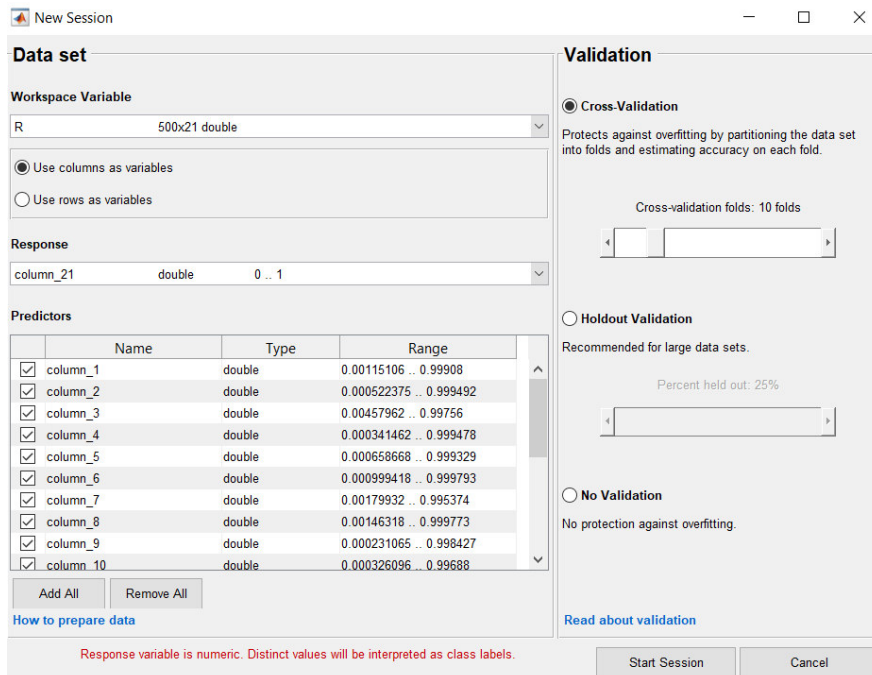 New Session
Data set
Workspace Variable
R 500x21 double
Use columns as variables
Use rows as variables
Response
column_21 double 0 .. 1
Predictors
Name Type Range
column_1 double 0.00115106 .. 0.99908
column_2 double 0.000522375 .. 0.999492
column_3 double 0.00457962 .. 0.99756
column_4 double 0.000341462 .. 0.999478
column_5 double 0.000658668 .. 0.999329
column_6 double 0.000999418 .. 0.999793
column_7 double 0.00179932 .. 0.995374
column_8 double 0.00146318 .. 0.999773
column_9 double 0.000231065 .. 0.998427
column_10 double 0.000326096 .. 0.99688
Add All Remove All
How to prepare data
Response variable is numeric. Distinct values will be interpreted as class labels.
Validation
Cross-Validation
Protects against overfitting by partitioning the data set
into folds and estimating accuracy on each fold.
Cross-validation folds: 10 folds
Holdout Validation
Recommended for large data sets.
Percent held out: 25%
No Validation
No protection against overfitting.
Read about validation
Start Session Cancel